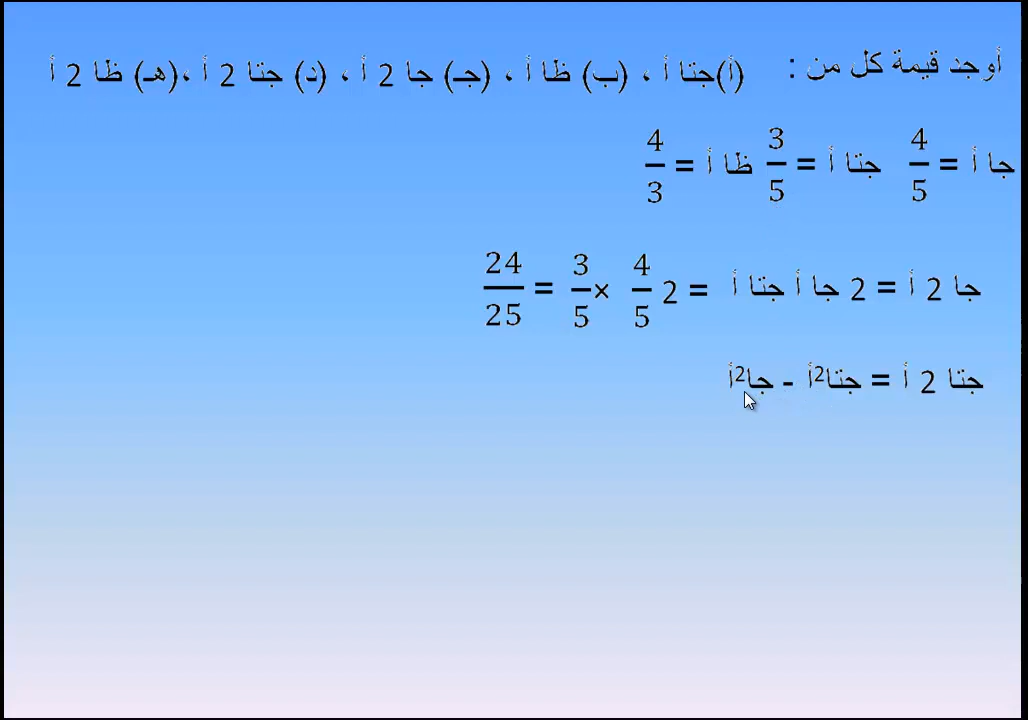 أوجد قيمة كل من : (أ)جتا أ ، (ب) ظا أ ، (جـ) جا 2 أ ، (د) جتا 2 أ ،(هـ) ظا 2 أ
جا أ = 4/5 جتا أ = 3/5 ظا أ = 4/3
جا 2 أ = 2 جا أ جتا أ = 2 4/5 × 3/5 = 24/25
جتا 2 أ = جتا²أ - جا²أ